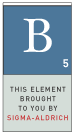 B
5
THIS ELEMENT
BROUGHT
TO YOU BY
SIGMA-ALDRICH